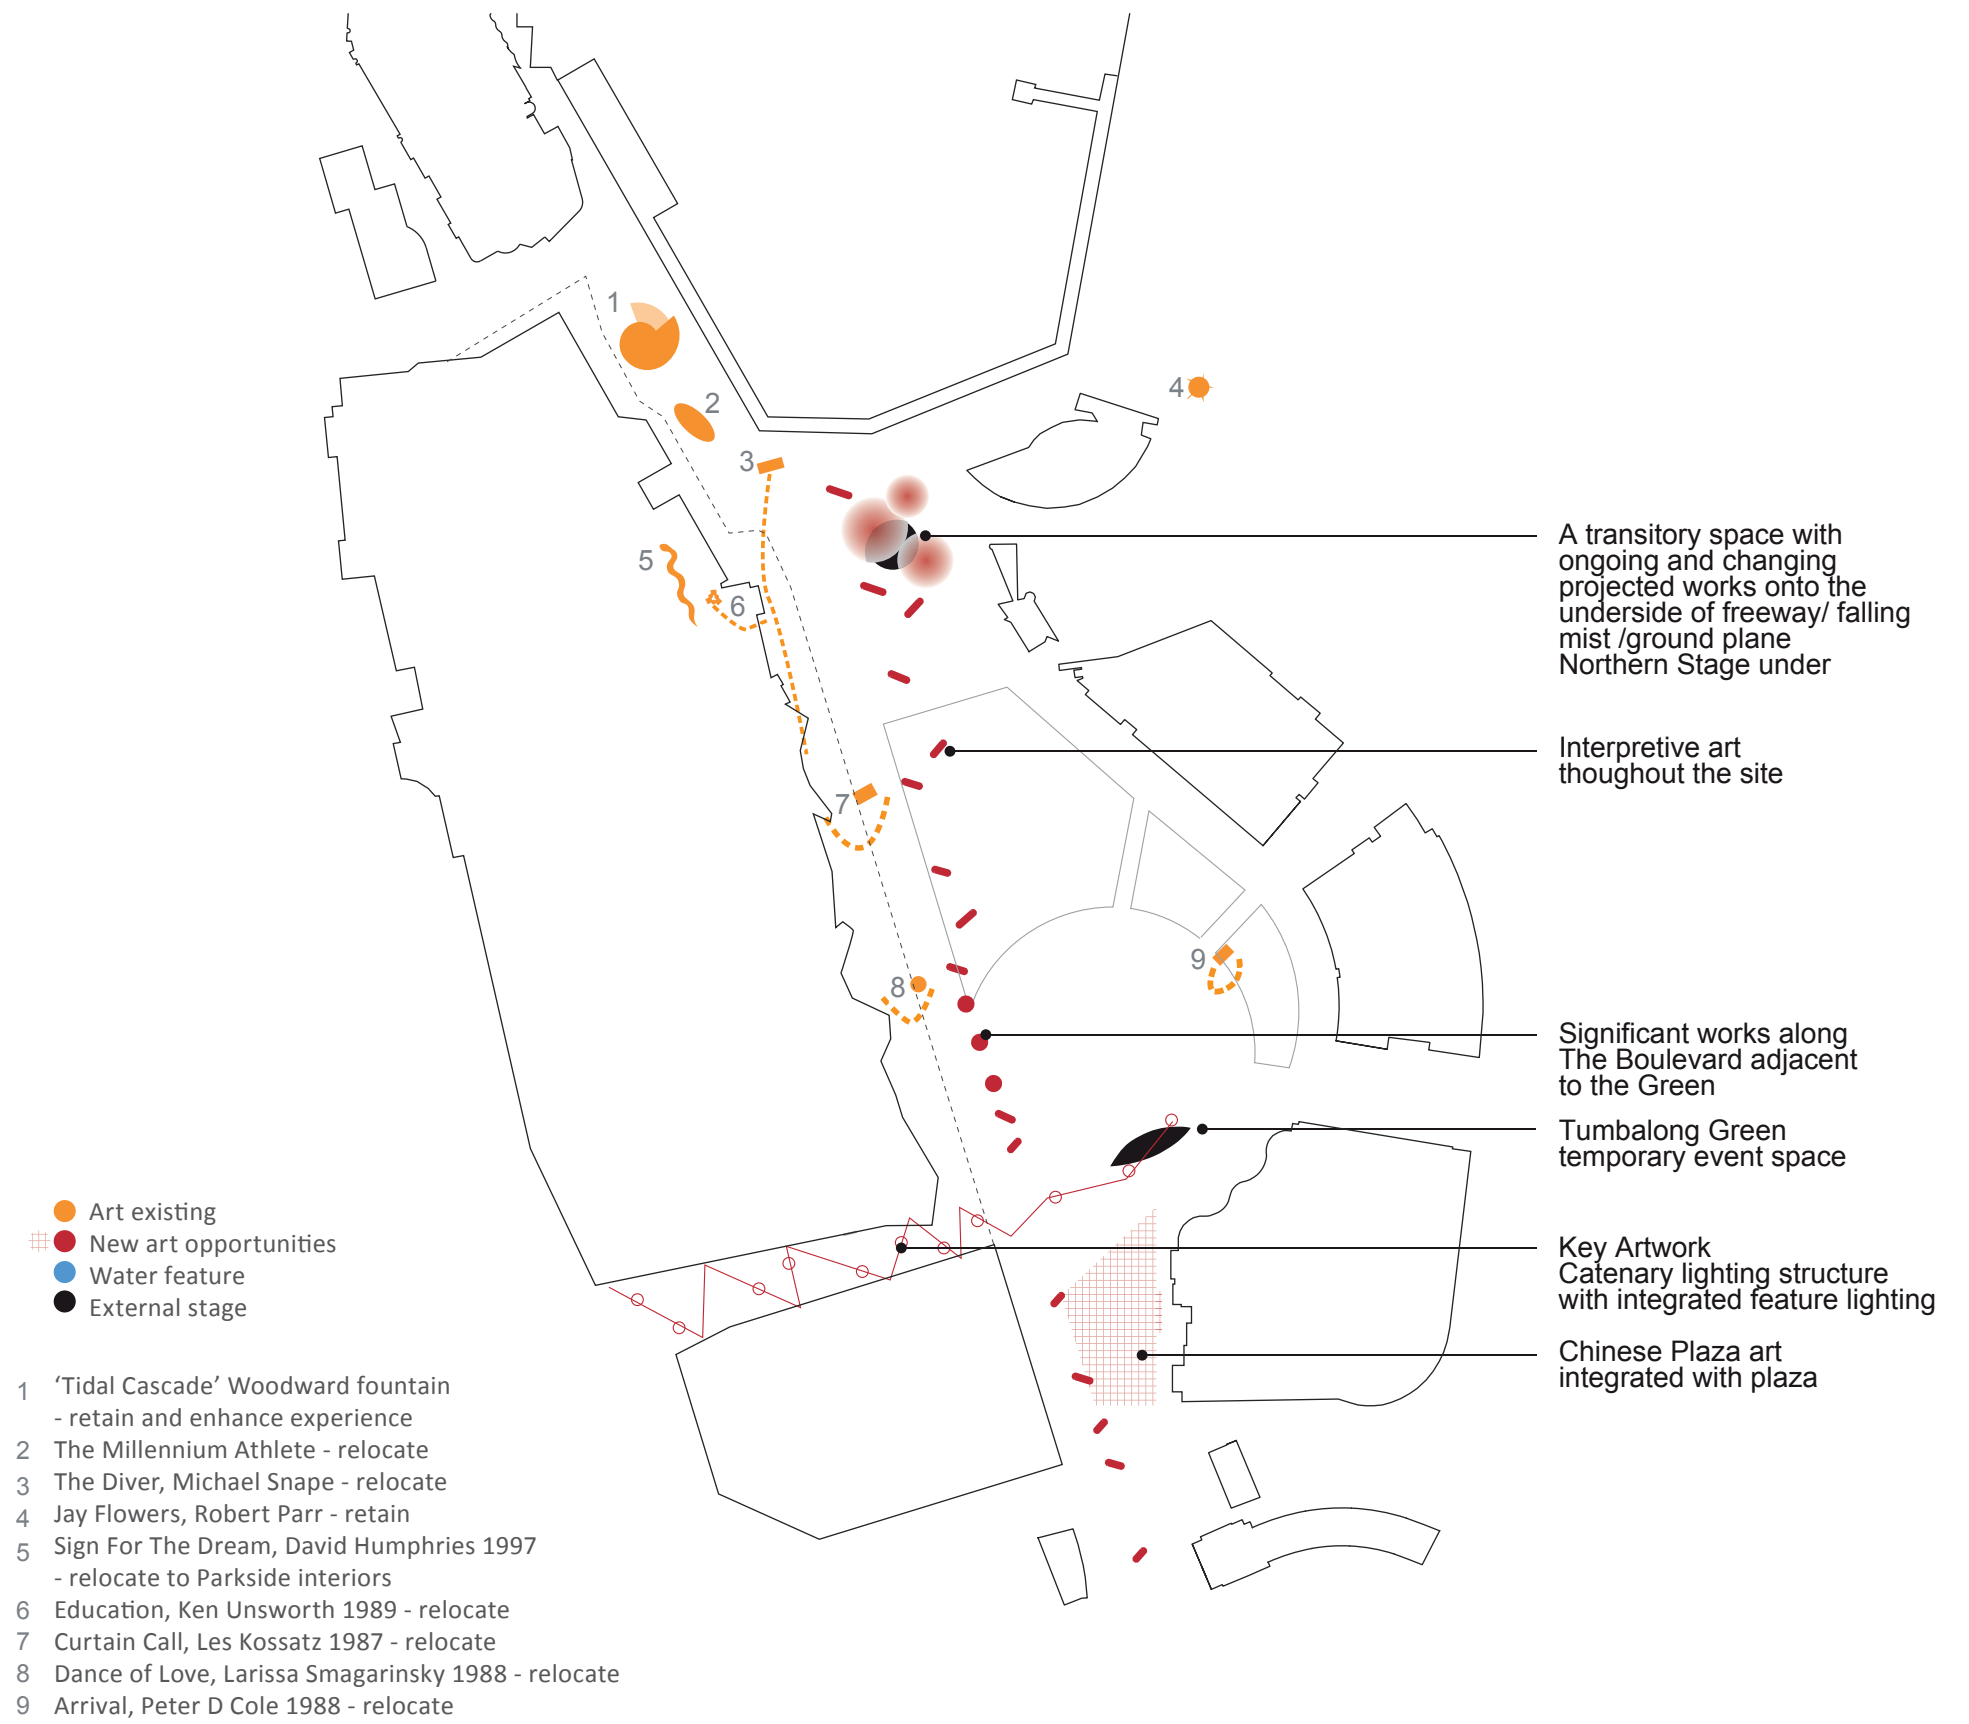 1
2
3
4
5
6
7
8
9
A transitory space with
ongoing and changing
projected works onto the
underside of freeway/ falling
mist /ground plane
Northern Stage under
Interpretive art
thoughout the site
Significant works along
The Boulevard adjacent
to the Green
Tumbalong Green
temporary event space
Key Artwork
Catenary lighting structure
with integrated feature lighting
Chinese Plaza art
integrated with plaza
Art existing
New art opportunities
Water feature
External stage
1 ‘Tidal Cascade’ Woodward fountain
- retain and enhance experience
2 The Millennium Athlete - relocate
3 The Diver, Michael Snape - relocate
4 Jay Flowers, Robert Parr - retain
5 Sign For The Dream, David Humphries 1997
- relocate to Parkside interiors
6 Education, Ken Unsworth 1989 - relocate
7 Curtain Call, Les Kossatz 1987 - relocate
8 Dance of Love, Larissa Smagarinsky 1988 - relocate
9 Arrival, Peter D Cole 1988 - relocate